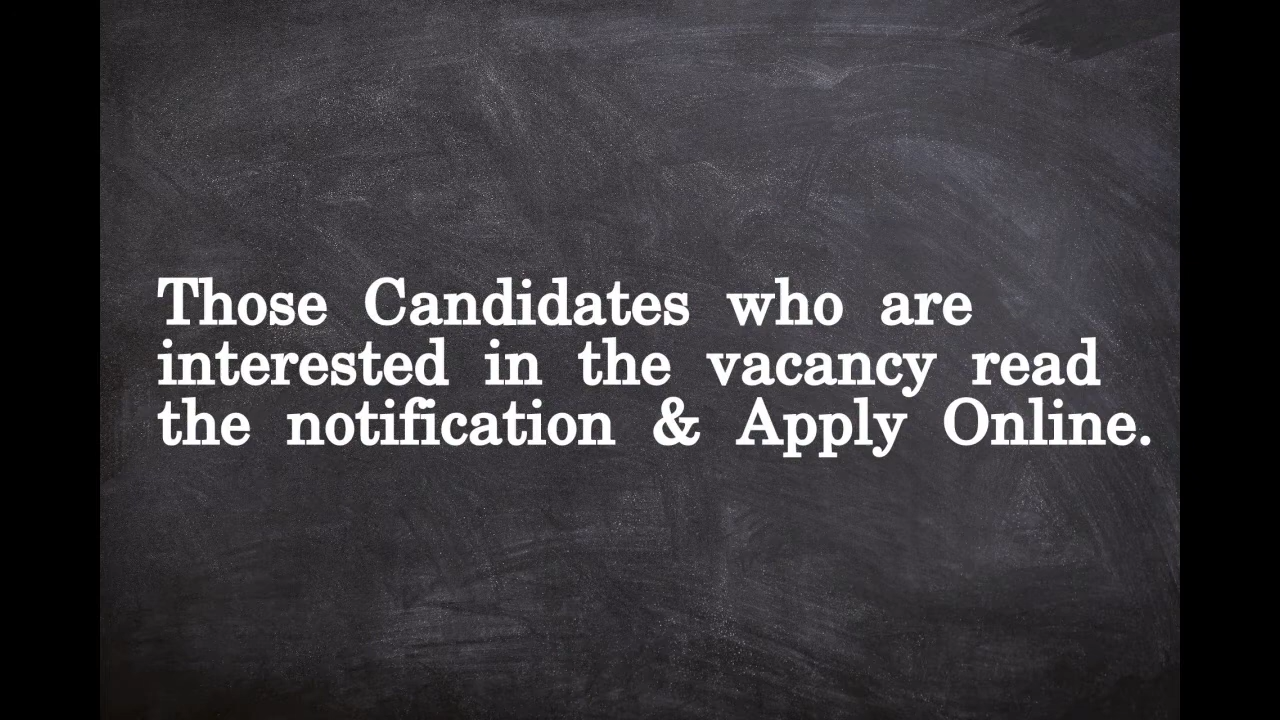 Those Candidates who are
interested in the vacancy read
the notification & Apply Online.